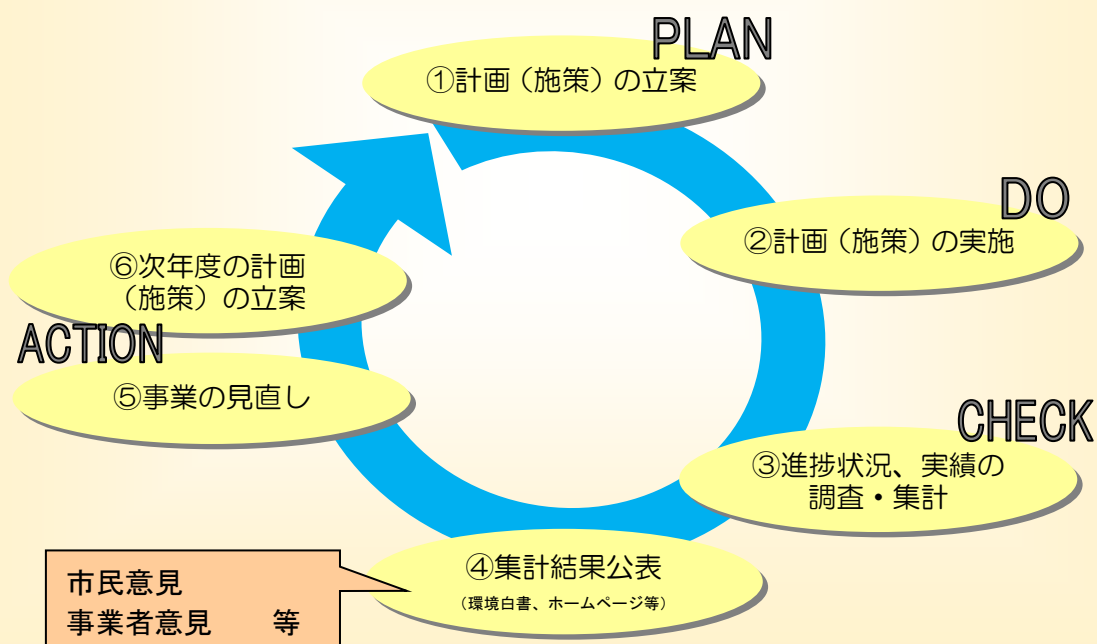 PLAN
①計画（施策）の立案
DO
②計画（施策）の実施
CHECK
③進捗状況、実績の
調査・集計
④集計結果公表
（環境白書、ホームページ等）
市民意見
事業者意見　　等
ACTION
⑤事業の見直し
⑥次年度の計画
（施策）の立案